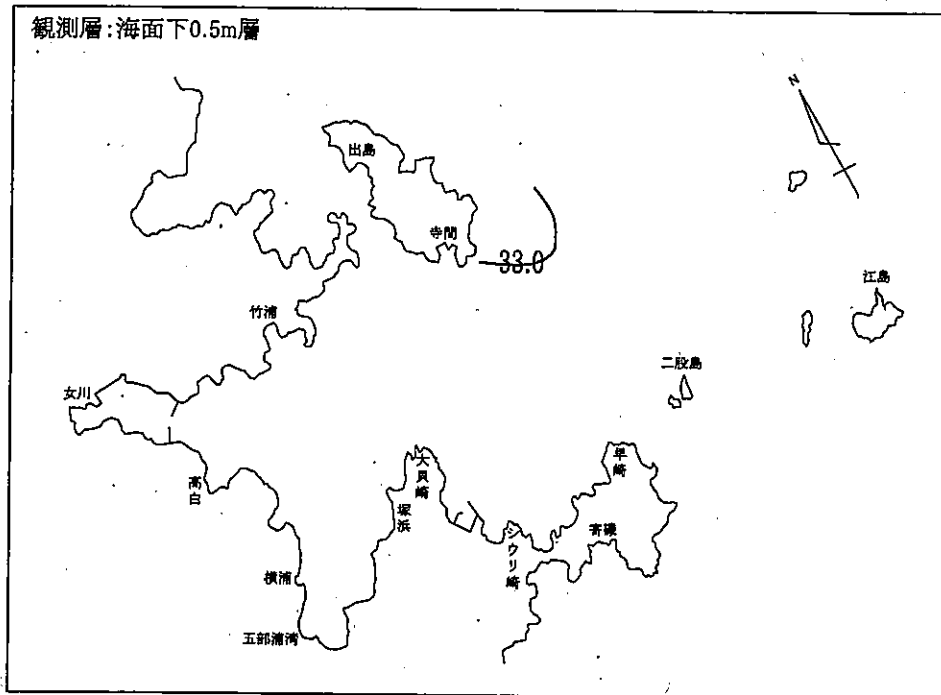 観測層:海面下0.5m層
N
出島
寺間
33.0
江島
竹浦
二股島
女川
大貝崎
早崎
高白
塚浜
寄磯
シウリ崎
横浦
五部浦湾